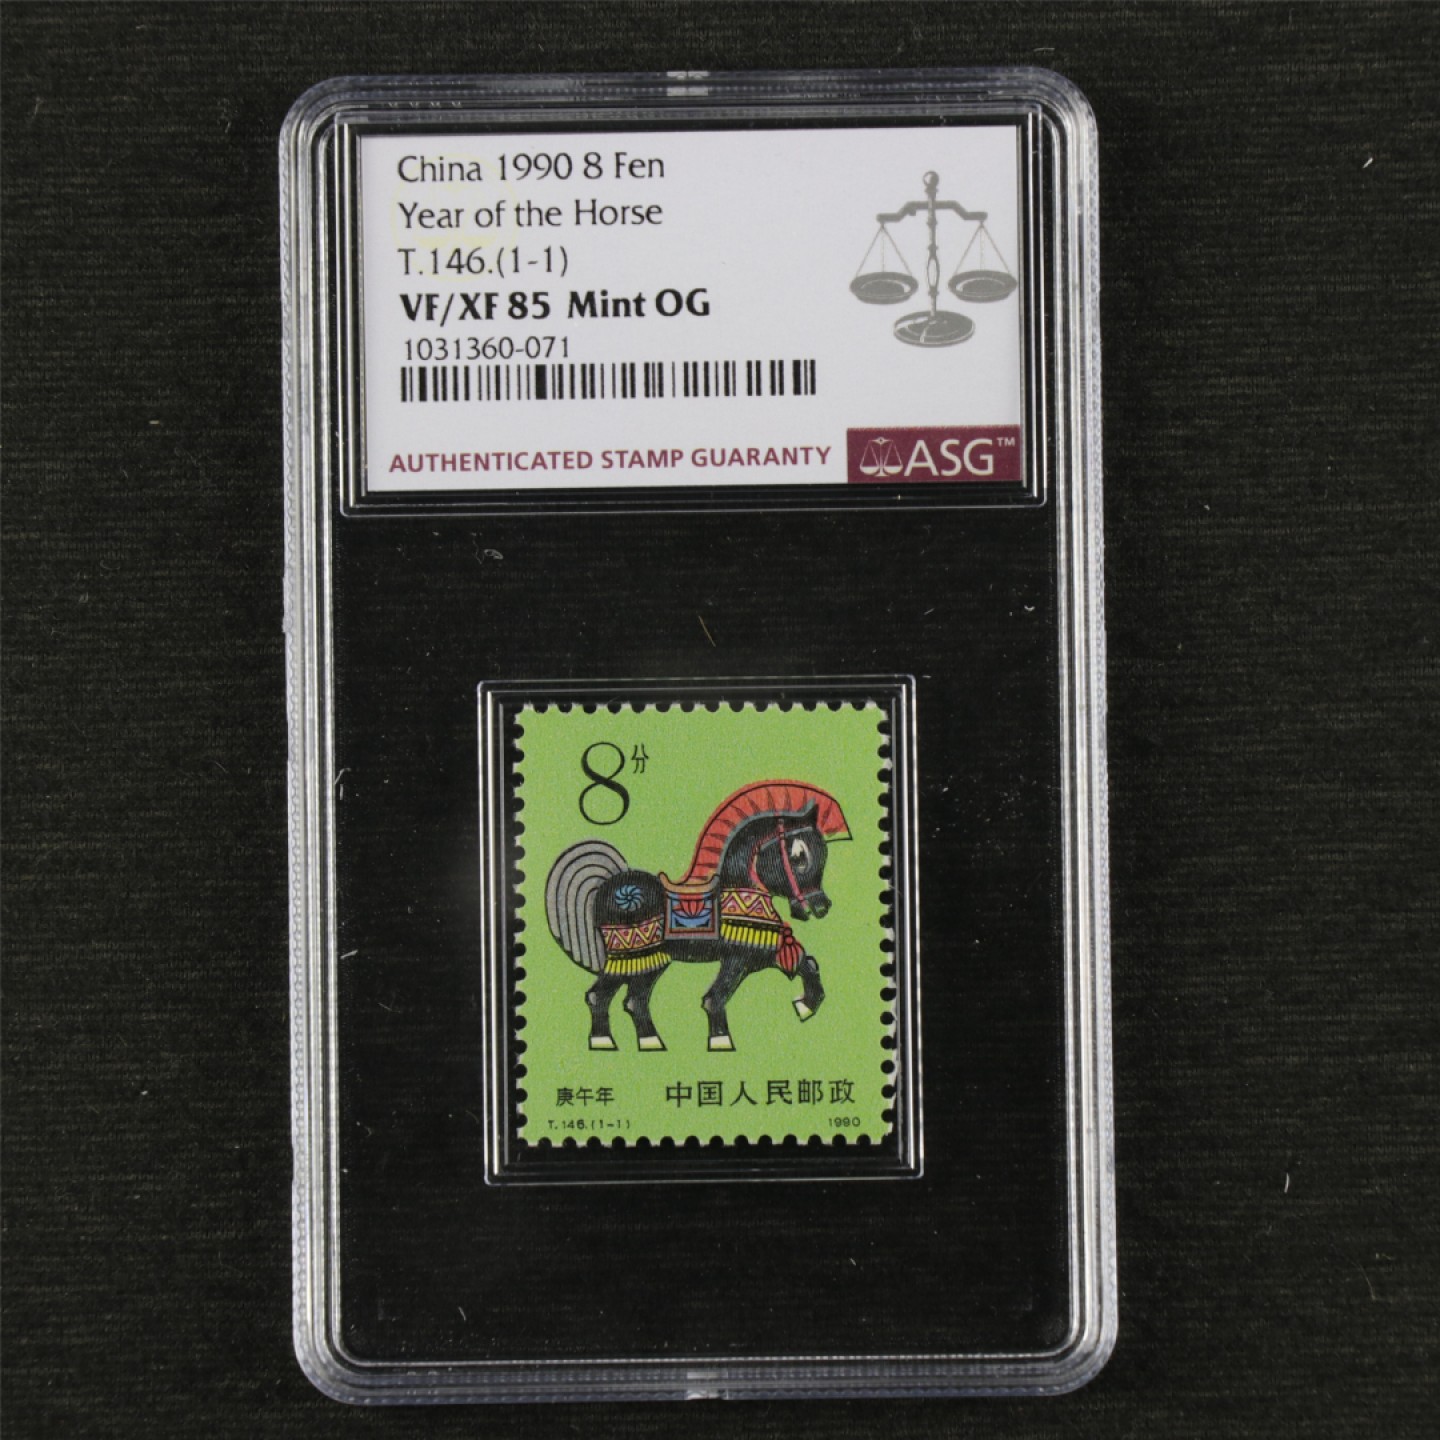 China 1990 8 Fen
Year of the Horse
T.146.(1-1)
VF/XF 85 Mint OG
1031360-071
AUTHENTICATED STAMP GUARANTY
ASG™
8分
庚午年
中国人民邮政
T.146.(1-1)
1990